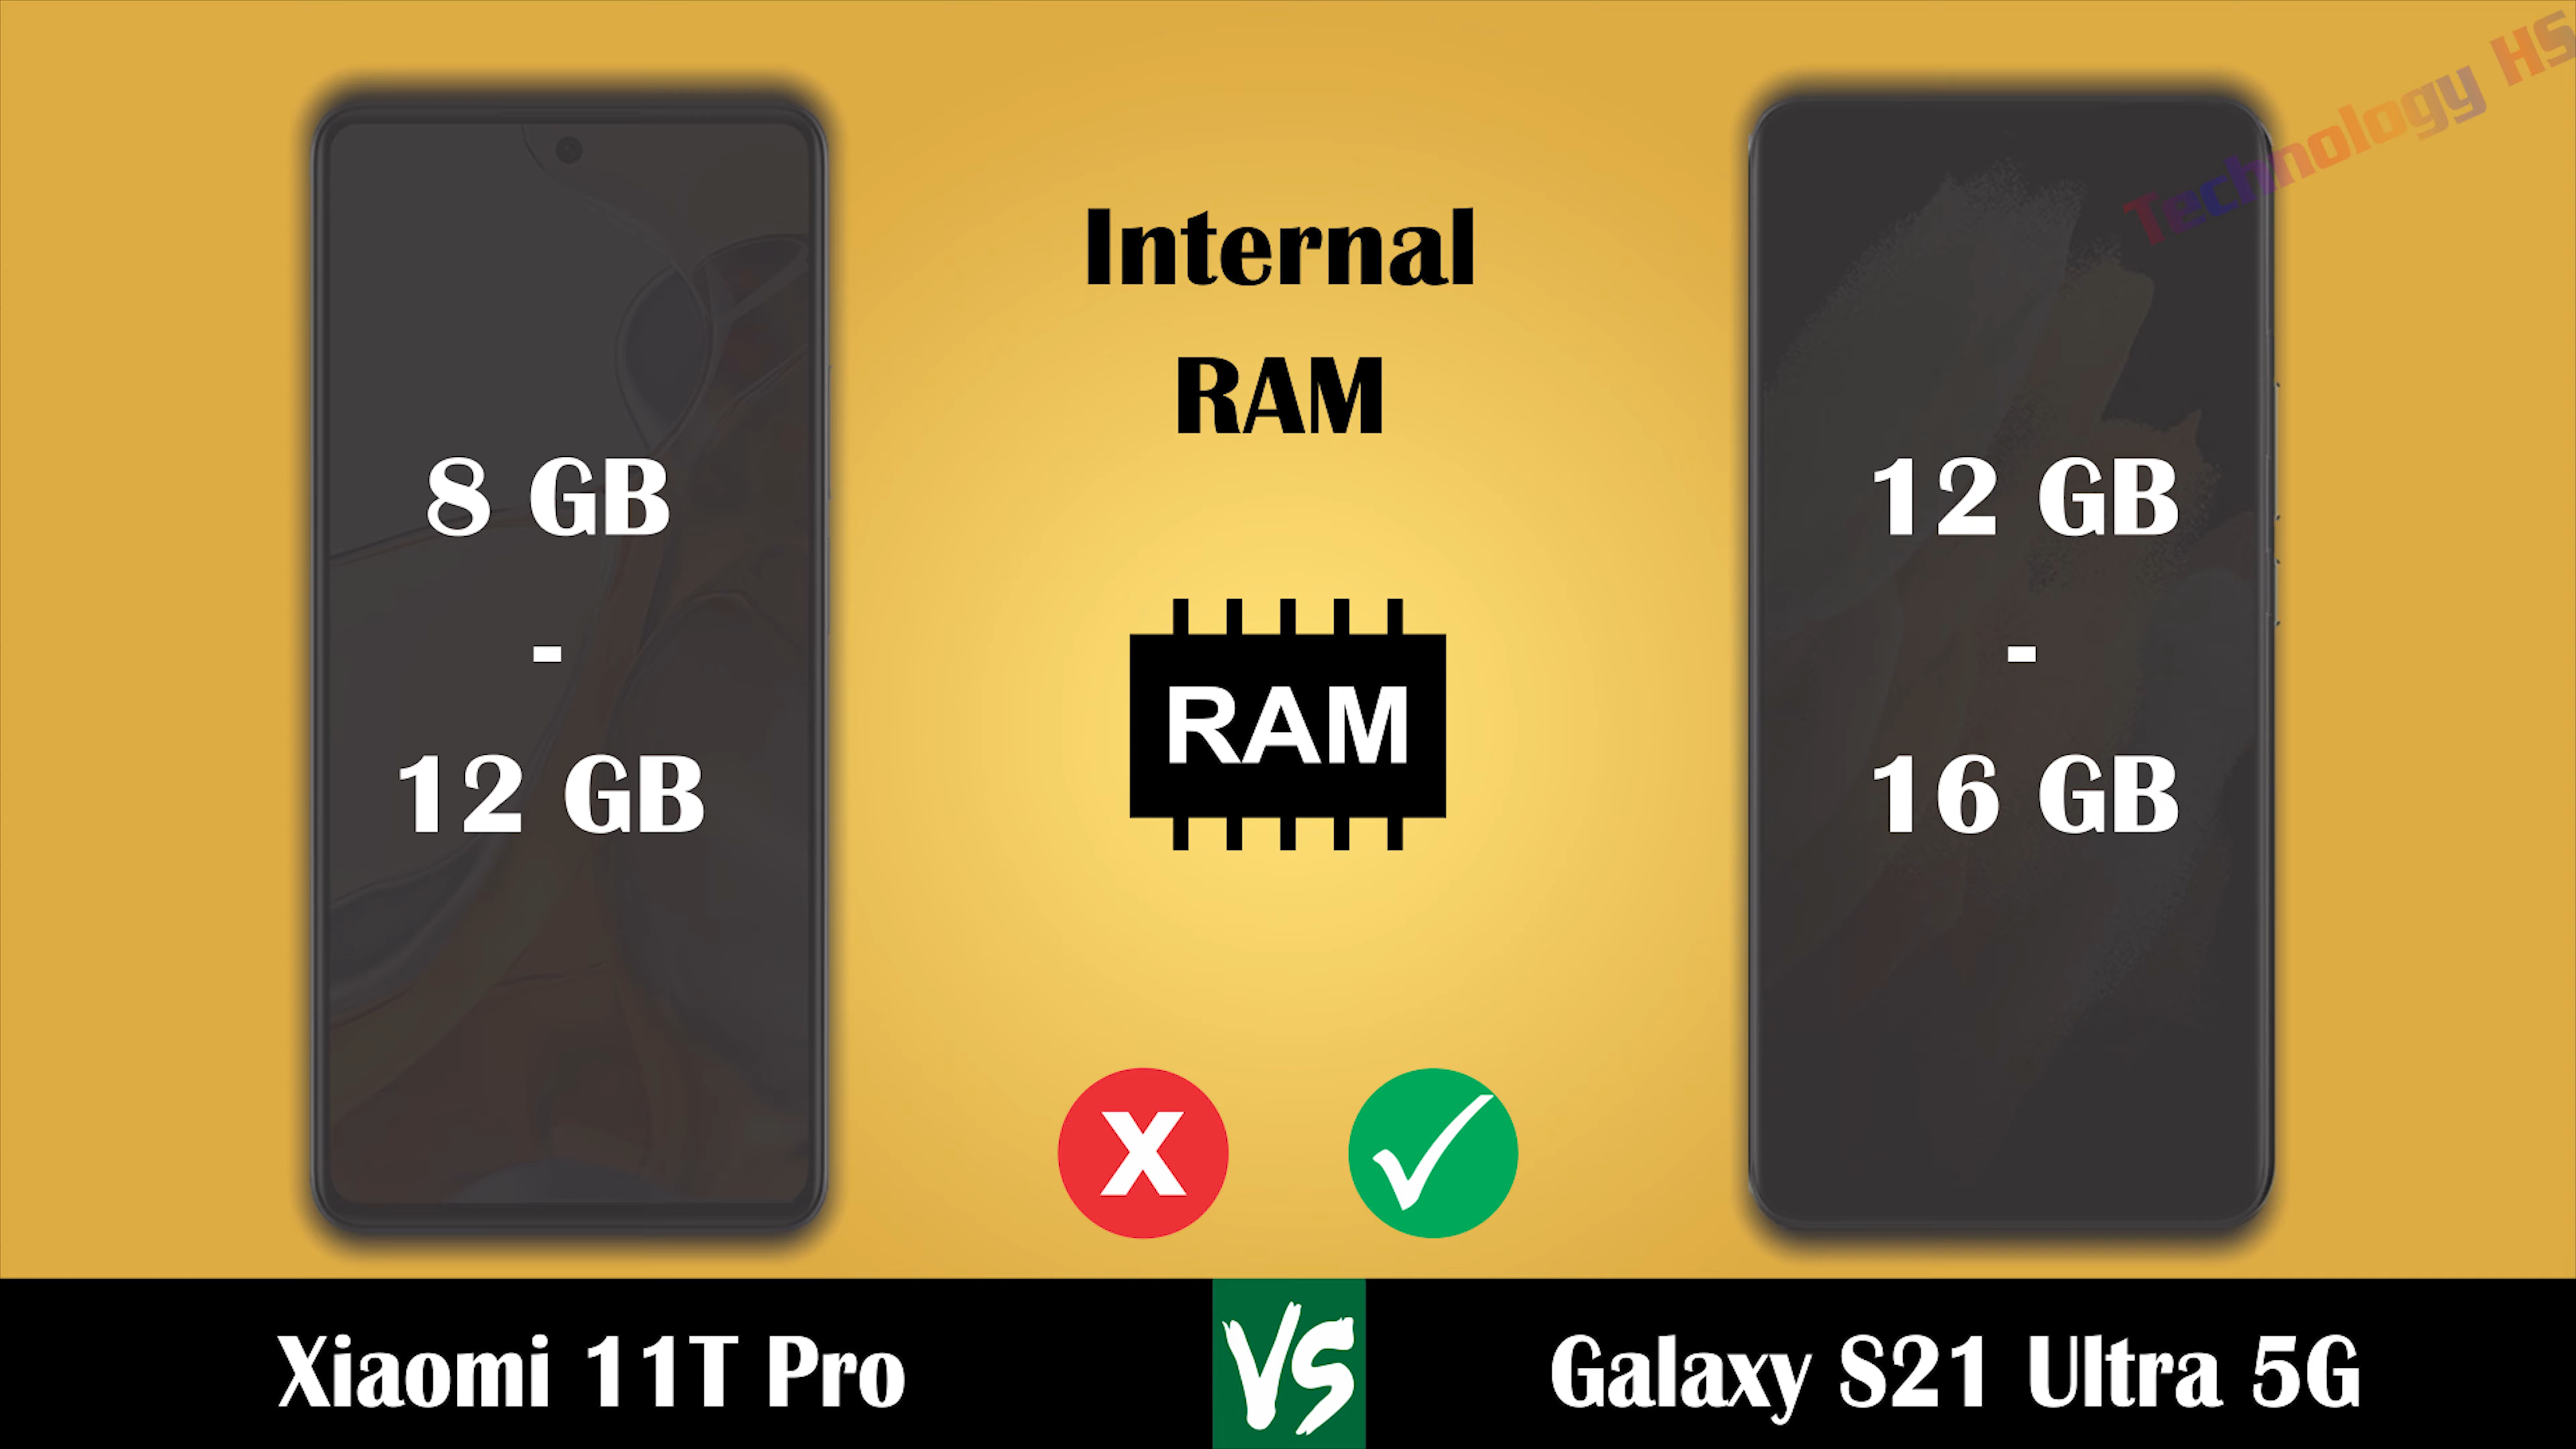 Technology HS
Internal
RAM
8 GB
-
12 GB
RAM
12 GB
-
16 GB
X
Xiaomi 11T Pro
VS
Galaxy S21 Ultra 5G